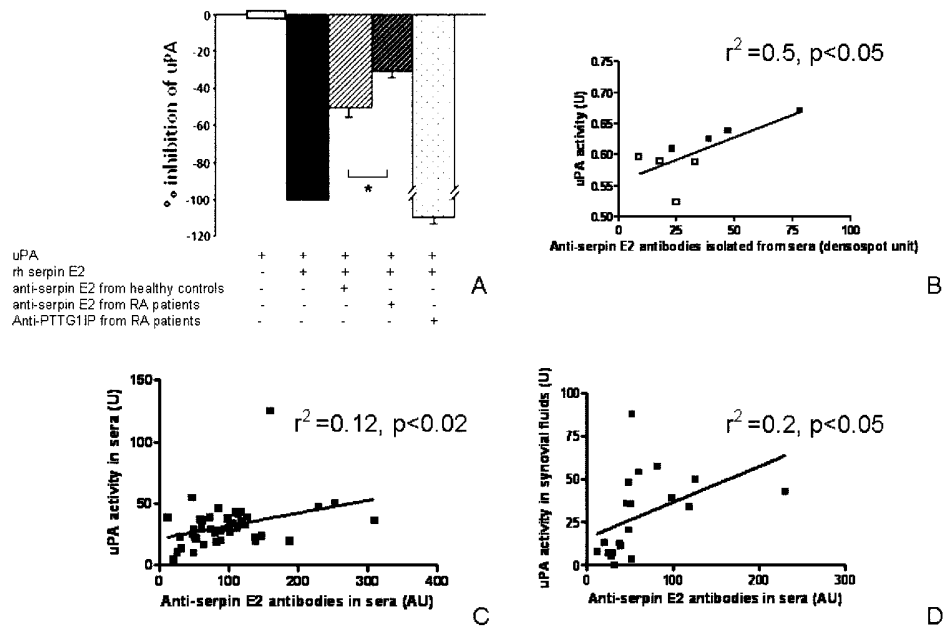 0
-20
-40
-60
-80
-100
-120
% inhibition of uPA
*
uPA + + + + +
rh serpin E2 - + + + +
anti-serpin E2 from healthy controls - - + - -
anti-serpin E2 from RA patients - - - + -
Anti-PTTG1IP from RA patients - - - - +
A
r² =0.5, p<0.05
0.75
0.70
0.65
0.60
0.55
0.50
uPA activity (U)
0 25 50 75 100
Anti-serpin E2 antibodies isolated from sera (densospot unit)
B
r² =0.12, p<0.02
150
100
50
0
uPA activity in sera (U)
0 100 200 300 400
Anti-serpin E2 antibodies in sera (AU)
C
r² =0.2, p<0.05
100
75
50
25
0
uPA activity in synovial fluids (U)
0 100 200 300
Anti-serpin E2 antibodies in sera (AU)
D